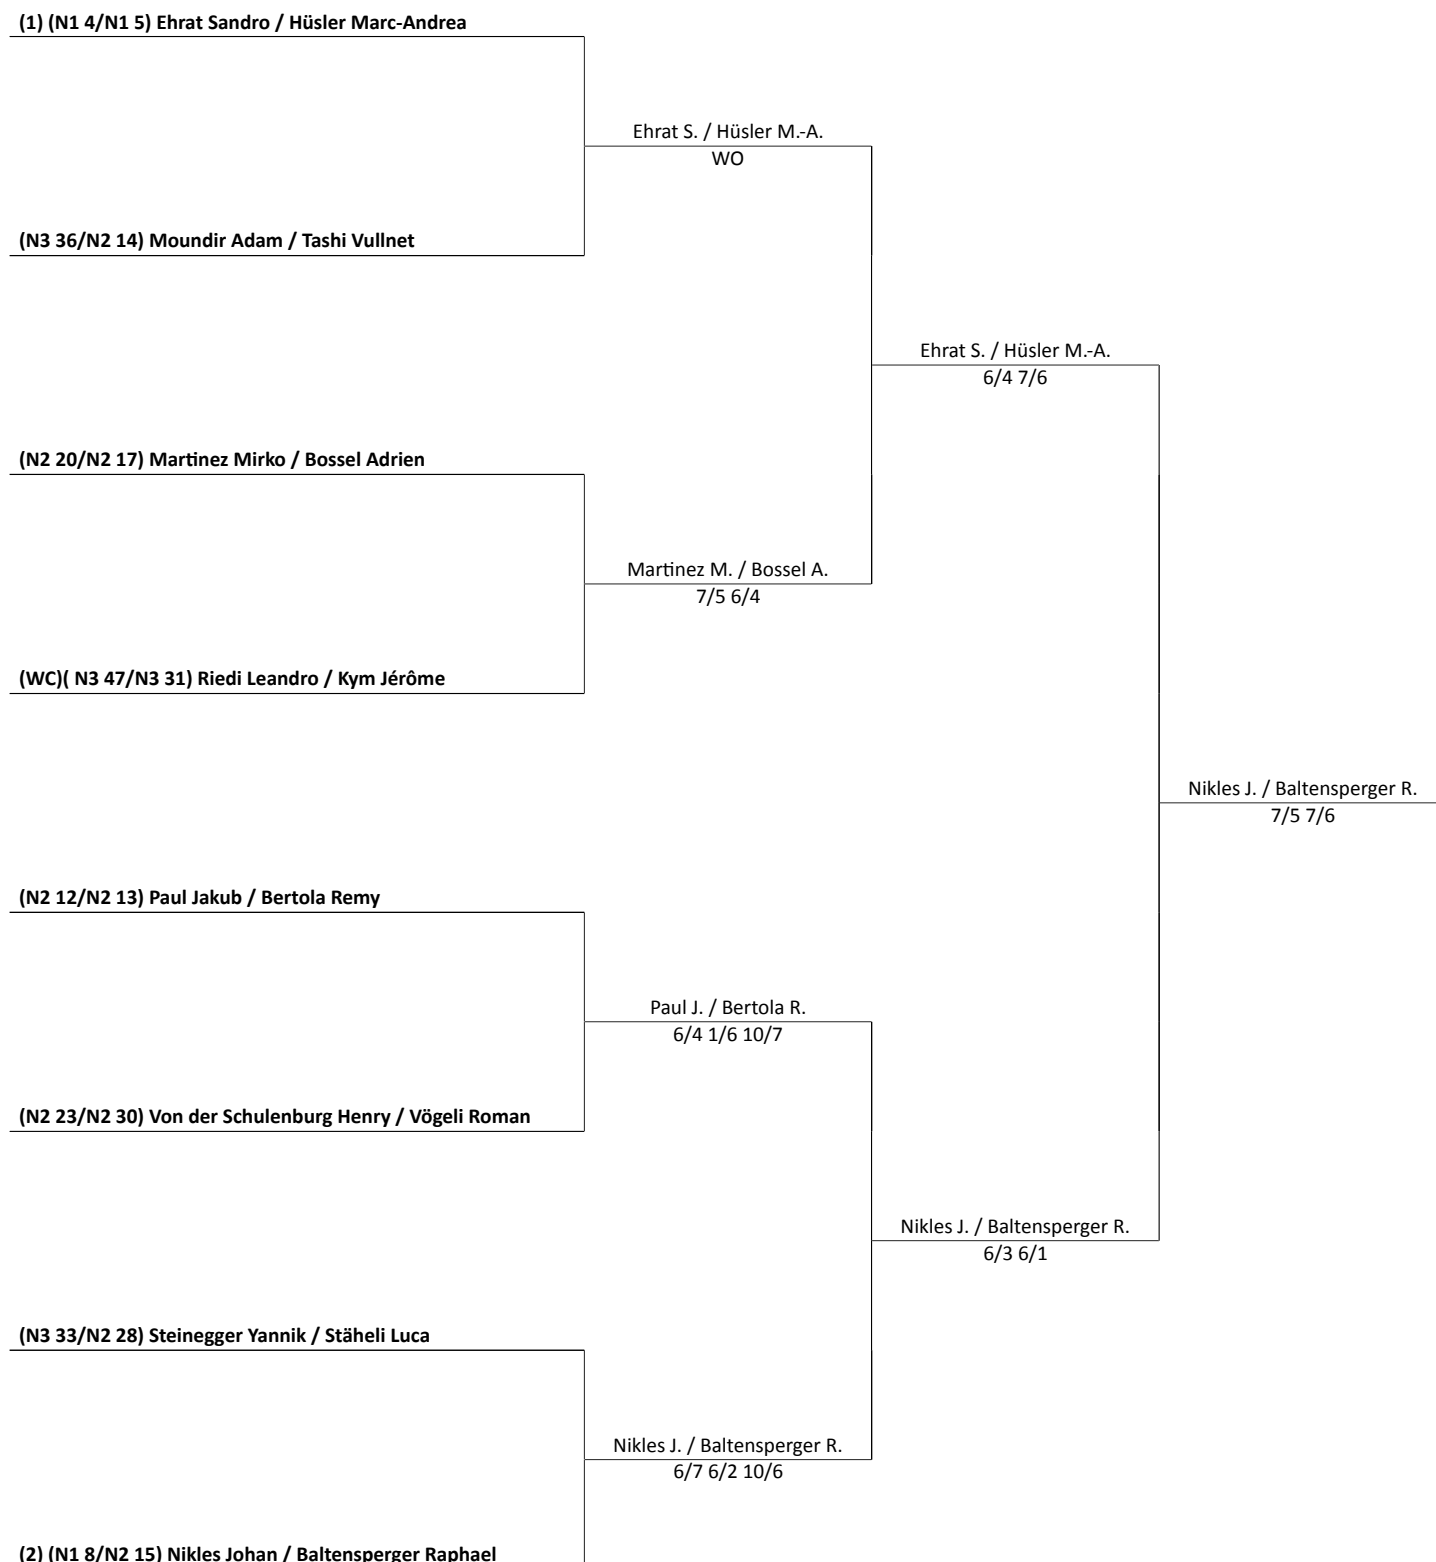 (1) (N1 4/N1 5) Ehrat Sandro / Hüsler Marc-Andrea
Ehrat S. / Hüsler M.-A.
WO
(N3 36/N2 14) Moundir Adam / Tashi Vullnet
Ehrat S. / Hüsler M.-A.
6/4 7/6
(N2 20/N2 17) Martinez Mirko / Bossel Adrien
Martinez M. / Bossel A.
7/5 6/4
(WC)( N3 47/N3 31) Riedi Leandro / Kym Jérôme
Nikles J. / Baltensperger R.
7/5 7/6
(N2 12/N2 13) Paul Jakub / Bertola Remy
Paul J. / Bertola R.
6/4 1/6 10/7
(N2 23/N2 30) Von der Schulenburg Henry / Vögeli Roman
Nikles J. / Baltensperger R.
6/3 6/1
(N3 33/N2 28) Steinegger Yannik / Stäheli Luca
Nikles J. / Baltensperger R.
6/7 6/2 10/6
(2) (N1 8/N2 15) Nikles Johan / Baltensperger Raphael